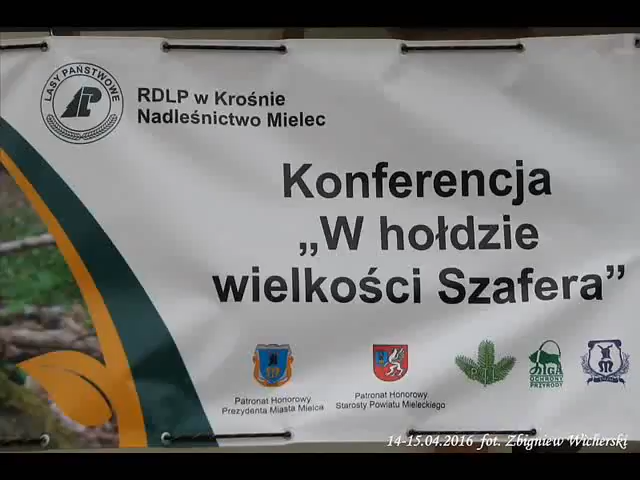 LASY PAŃSTWOWE
RDLP w Krośnie
Nadleśnictwo Mielec
Konferencja
„W hołdzie
wielkości Szafera”
Patronat Honorowy
Prezydenta Miasta Mielca
Patronat Honorowy
Starosty Powiatu Mieleckiego
PTL
LIGA
OCHRONY
PRZYRODY
14-15.04.2016 fot. Zbigniew Wicherski